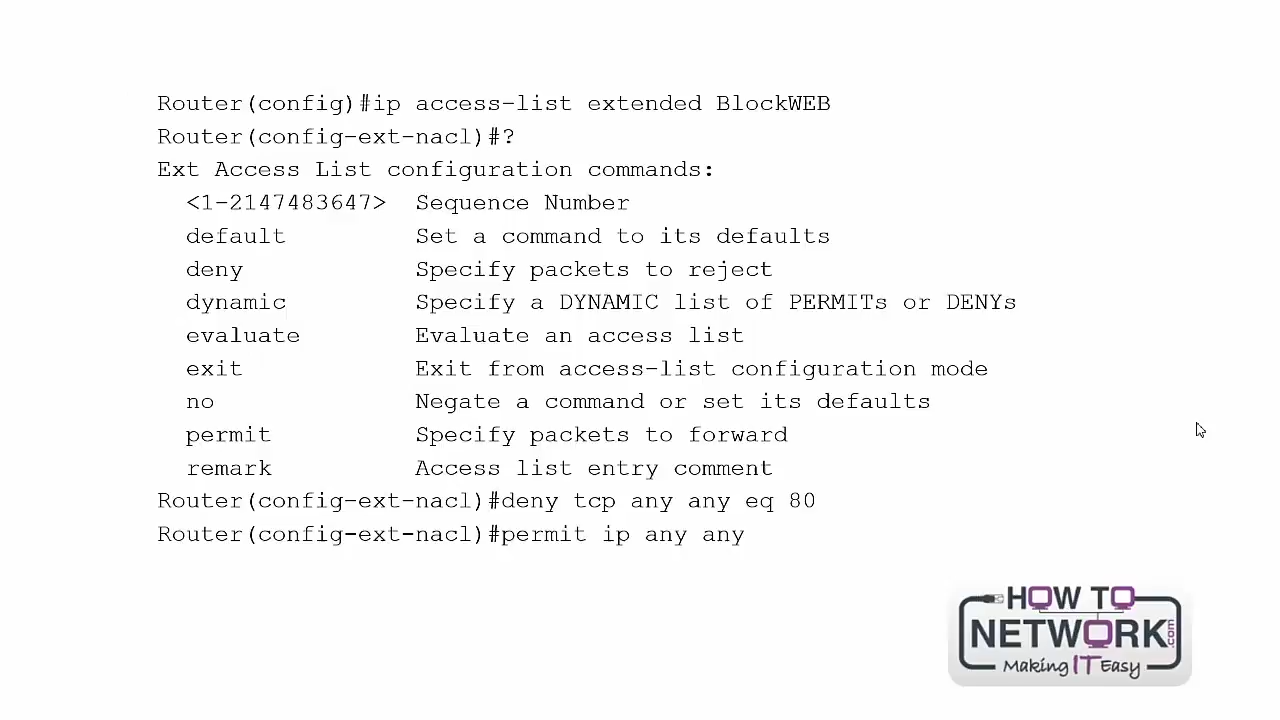 Router(config)#ip access-list extended BlockWEB
Router(config-ext-nacl)#?
Ext Access List configuration commands:
<1-2147483647>  Sequence Number
default         Set a command to its defaults
deny            Specify packets to reject
dynamic         Specify a DYNAMIC list of PERMITs or DENYs
evaluate        Evaluate an access list
exit            Exit from access-list configuration mode
no              Negate a command or set its defaults
permit          Specify packets to forward
remark          Access list entry comment
Router(config-ext-nacl)#deny tcp any any eq 80
Router(config-ext-nacl)#permit ip any any
HOW TO
NETWORK.com
Making IT Easy